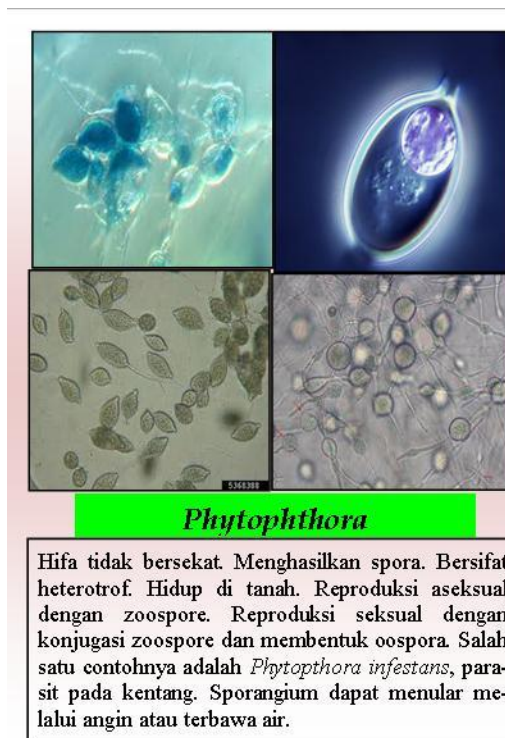 5368388
Phytophthora
Hifa tidak bersekat. Menghasilkan spora. Bersifat
heterotrof. Hidup di tanah. Reproduksi aseksual
dengan zoospore. Reproduksi seksual dengan
konjugasi zoospore dan membentuk oospora. Salah
satu contohnya adalah Phytopthora infestans, para-
sit pada kentang. Sporangium dapat menular me-
lalui angin atau terbawa air.